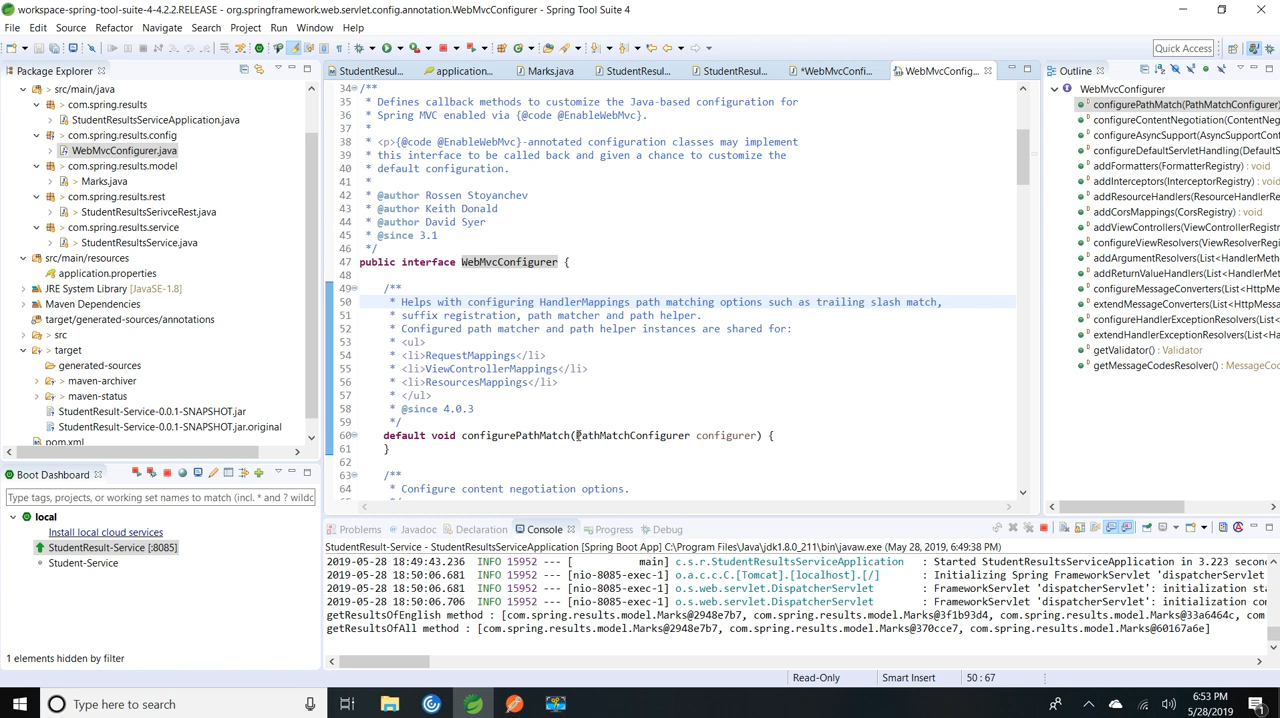 workspace-spring-tool-suite-4-4.2.2.RELEASE - org.springframework.web.servlet.config.annotation.WebMvcConfigurer - Spring Tool Suite 4
File Edit Source Refactor Navigate Search Project Run Window Help
Quick Access
Package Explorer
src/main/java
com.spring.results
StudentResultsServiceApplication.java
com.spring.results.config
WebMvcConfigurer.java
com.spring.results.model
Marks.java
com.spring.results.rest
StudentResultsSerivceRest.java
com.spring.results.service
StudentResultsService.java
src/main/resources
application.properties
JRE System Library [JavaSE-1.8]
Maven Dependencies
target/generated-sources/annotations
src
target
generated-sources
maven-archiver
maven-status
StudentResult-Service-0.0.1-SNAPSHOT.jar
StudentResult-Service-0.0.1-SNAPSHOT.jar.original
pom.xml
Boot Dashboard
Type tags, projects, or working set names to match (incl. * and ? wildc
local
Install local cloud services
StudentResult-Service [:8085]
Student-Service
1 elements hidden by filter
StudentResul... application... Marks.java StudentResul... StudentResul... *WebMvcConfi... WebMvcConfig...
34 /**
35 * Defines callback methods to customize the Java-based configuration for
36 * Spring MVC enabled via {@code @EnableWebMvc}.
37 *
38 * <p>{@code @EnableWebMvc}-annotated configuration classes may implement
39 * this interface to be called back and given a chance to customize the
40 * default configuration.
41 *
42 * @author Rossen Stoyanchev
43 * @author Keith Donald
44 * @author David Syer
45 * @since 3.1
46 */
47 public interface WebMvcConfigurer {
48
49 /**
50 * Helps with configuring HandlerMappings path matching options such as trailing slash match,
51 * suffix registration, path matcher and path helper.
52 * Configured path matcher and path helper instances are shared for:
53 * <ul>
54 * <li>RequestMappings</li>
55 * <li>ViewControllerMappings</li>
56 * <li>ResourcesMappings</li>
57 * </ul>
58 * @since 4.0.3
59 */
60 default void configurePathMatch(PathMatchConfigurer configurer) {
61 }
62
63 /**
64 * Configure content negotiation options.
Outline
WebMvcConfigurer
configurePathMatch(PathMatchConfigurer)
configureContentNegotiation(ContentNeg
configureAsyncSupport(AsyncSupportCont
configureDefaultServletHandling(DefaultS
addFormatters(FormatterRegistry) : void
addInterceptors(InterceptorRegistry) : void
addResourceHandlers(ResourceHandlerRe
addCorsMappings(CorsRegistry) : void
addViewControllers(ViewControllerRegistr
configureViewResolvers(ViewResolverReg
addArgumentResolvers(List<HandlerMeth
addReturnValueHandlers(List<HandlerMet
configureMessageConverters(List<HttpMe
extendMessageConverters(List<HttpMessa
configureHandlerExceptionResolvers(List<
extendHandlerExceptionResolvers(List<Ha
getValidator() : Validator
getMessageCodesResolver() : MessageCo
Problems Javadoc Declaration Console Progress Debug
StudentResult-Service - StudentResultsServiceApplication [Spring Boot App] C:\Program Files\Java\jdk1.8.0_211\bin\javaw.exe (May 28, 2019, 6:49:38 PM)
2019-05-28 18:49:43.236 INFO 15952 --- [ main] c.s.r.StudentResultsServiceApplication : Started StudentResultsServiceApplication in 3.223 secon
2019-05-28 18:50:06.681 INFO 15952 --- [nio-8085-exec-1] o.a.c.c.C.[Tomcat].[localhost].[/] : Initializing Spring FrameworkServlet 'dispatcherServlet
2019-05-28 18:50:06.681 INFO 15952 --- [nio-8085-exec-1] o.s.web.servlet.DispatcherServlet : FrameworkServlet 'dispatcherServlet': initialization sta
2019-05-28 18:50:06.706 INFO 15952 --- [nio-8085-exec-1] o.s.web.servlet.DispatcherServlet : FrameworkServlet 'dispatcherServlet': initialization com
getResultsOfEnglish method : [com.spring.results.model.Marks@2948e7b7, com.spring.results.model.Marks@3f1b93d4, com.spring.results.model.Marks@33a6464c, com
getResultsOfAll method : [com.spring.results.model.Marks@2948e7b7, com.spring.results.model.Marks@370cce7, com.spring.results.model.Marks@60167a6e]
Read-Only Smart Insert 50 : 67
Type here to search
6:53 PM
5/28/2019
1